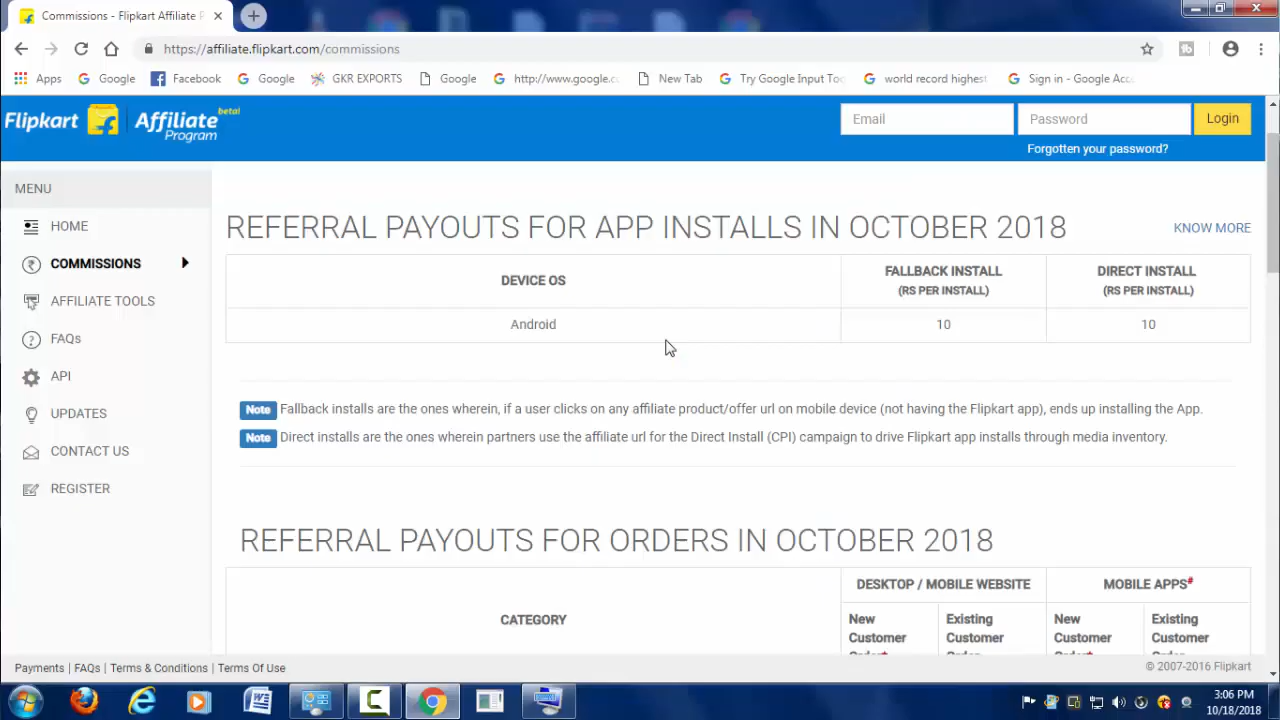 Commissions - Flipkart Affiliate P
https://affiliate.flipkart.com/commissions
Apps Google Facebook Google GKR EXPORTS Google http://www.google.c New Tab Try Google Input To world record highes Sign in - Google Acc
Flipkart Affiliate Program beta!
Email Password Login
Forgotten your password?
MENU
HOME
COMMISSIONS
AFFILIATE TOOLS
FAQs
API
UPDATES
CONTACT US
REGISTER
REFERRAL PAYOUTS FOR APP INSTALLS IN OCTOBER 2018
KNOW MORE
DEVICE OS FALLBACK INSTALL (RS PER INSTALL) DIRECT INSTALL (RS PER INSTALL)
Android 10 10
Note Fallback installs are the ones wherein, if a user clicks on any affiliate product/offer url on mobile device (not having the Flipkart app), ends up installing the App.
Note Direct installs are the ones wherein partners use the affiliate url for the Direct Install (CPI) campaign to drive Flipkart app installs through media inventory.
REFERRAL PAYOUTS FOR ORDERS IN OCTOBER 2018
DESKTOP / MOBILE WEBSITE MOBILE APPS#
CATEGORY
New Existing New Existing
Customer Customer Customer Customer
Payments | FAQs | Terms & Conditions | Terms Of Use
© 2007-2016 Flipkart
3:06 PM
10/18/2018